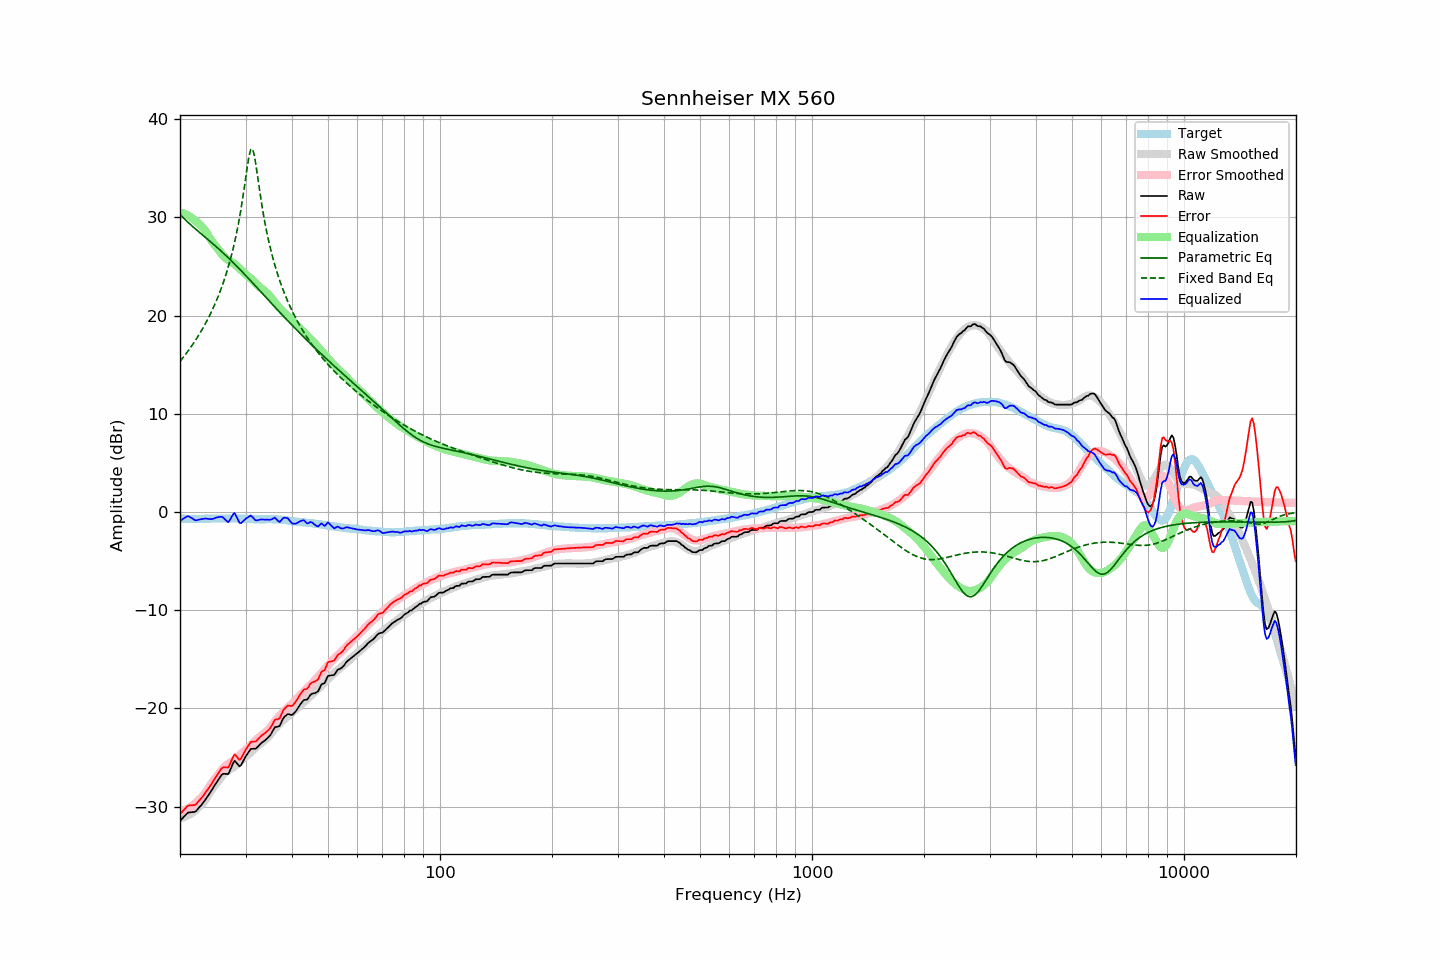 Sennheiser MX 560
40
30
20
10
0
−10
−20
−30
Amplitude (dBr)
100
1000
10000
Frequency (Hz)
Target
Raw Smoothed
Error Smoothed
Raw
Error
Equalization
Parametric Eq
Fixed Band Eq
Equalized